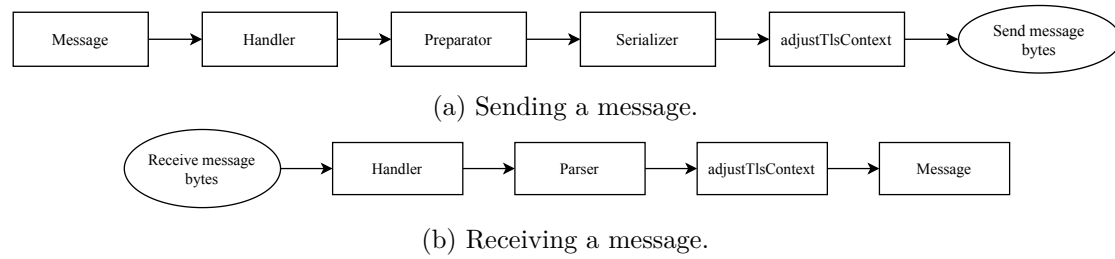 Message
Handler
Preparator
Serializer
adjustTlsContext
Send message
bytes
(a) Sending a message.
Receive message
bytes
Handler
Parser
adjustTlsContext
Message
(b) Receiving a message.